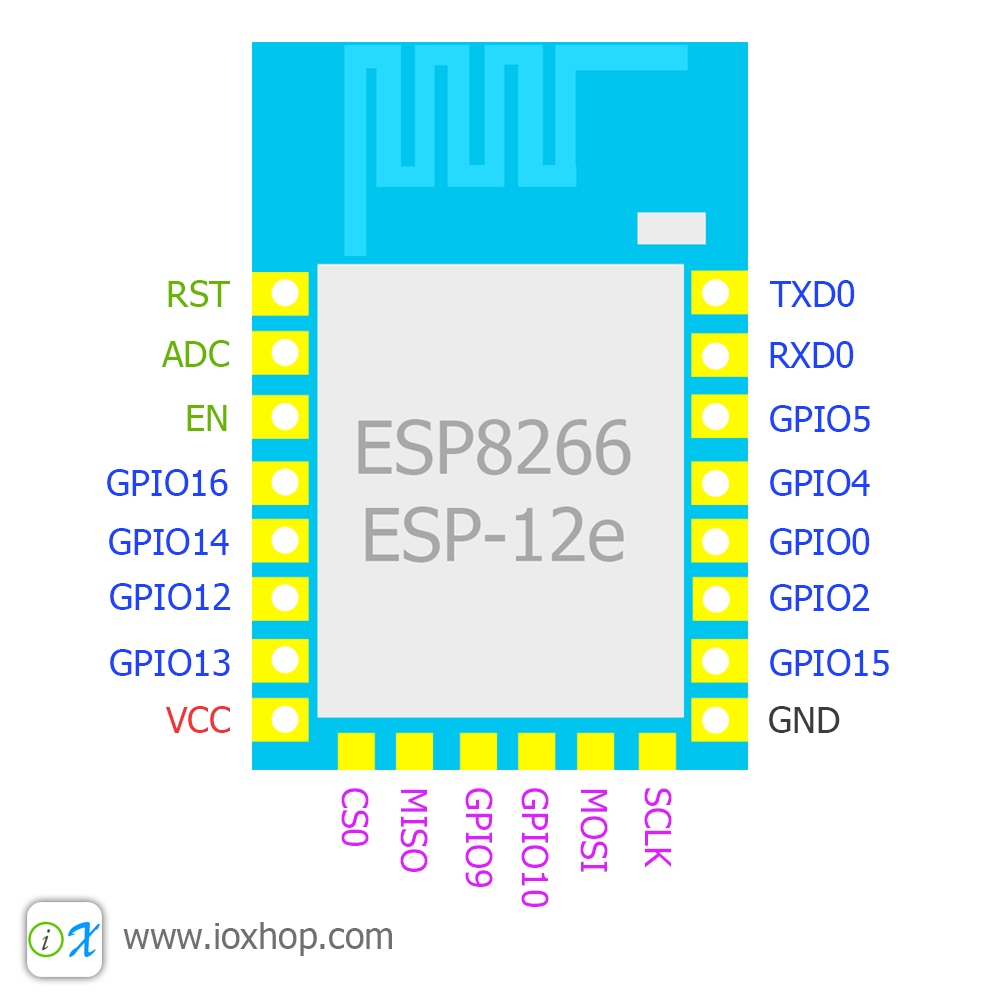 RST
ADC
EN
GPIO16
GPIO14
GPIO12
GPIO13
VCC
ESP8266
ESP-12e
TXD0
RXD0
GPIO5
GPIO4
GPIO0
GPIO2
GPIO15
GND
CS0
MISO
GPIO9
GPIO10
MOSI
SCLK
iX
www.ioxhop.com